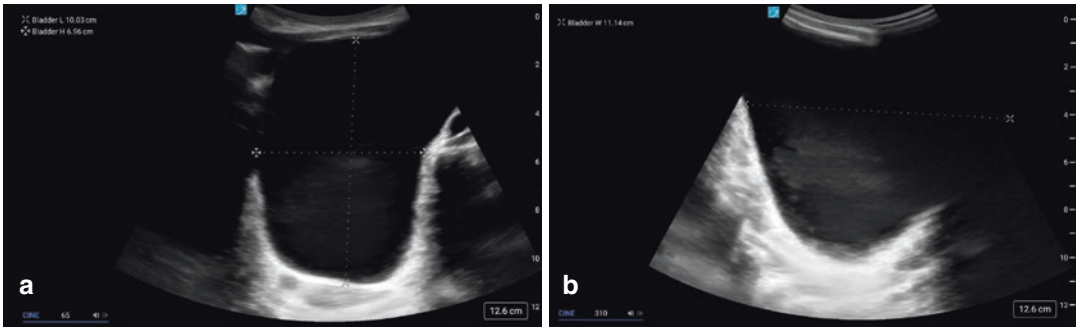 Bladder L 10.03 cm
Bladder H 6.96 cm
0
2
4
6
8
10
12
a
CINE 65
12.6 cm
Bladder W 11.14 cm
0
2
4
6
8
10
12
b
CINE 310
12.6 cm